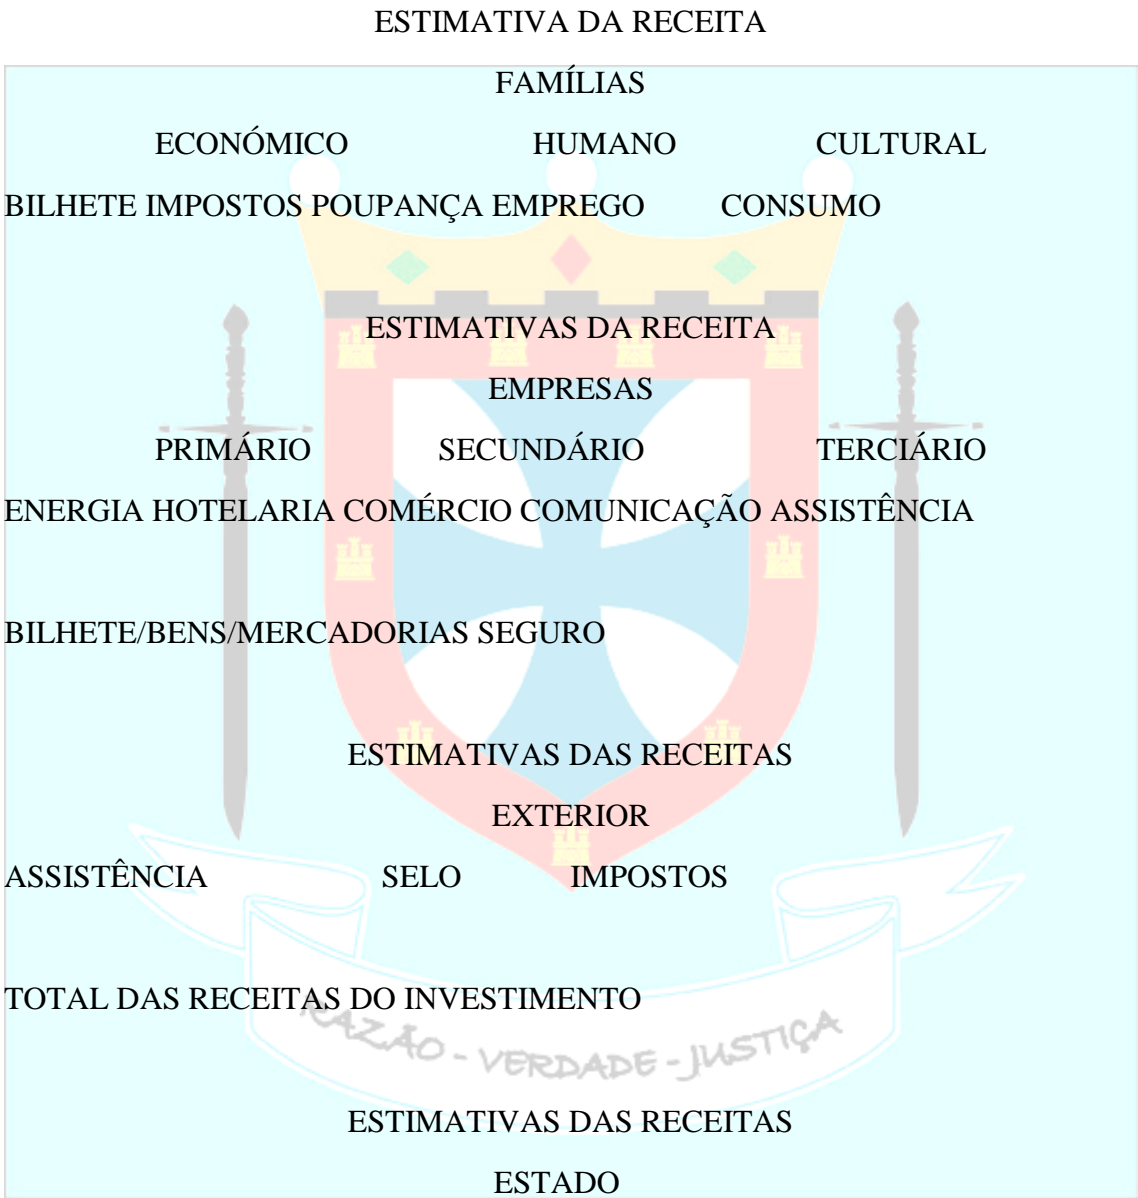 ESTIMATIVA DA RECEITA
FAMÍLIAS
ECONÓMICO HUMANO CULTURAL
BILHETE IMPOSTOS POUPANÇA EMPREGO CONSUMO
ESTIMATIVAS DA RECEITA
EMPRESAS
PRIMÁRIO SECUNDÁRIO TERCIÁRIO
ENERGIA HOTELARIA COMÉRCIO COMUNICAÇÃO ASSISTÊNCIA
BILHETE/BENS/MERCADORIAS SEGURO
ESTIMATIVAS DAS RECEITAS
EXTERIOR
ASSISTÊNCIA SELO IMPOSTOS
TOTAL DAS RECEITAS DO INVESTIMENTO
RAZÃO - VERDADE - JUSTIÇA
ESTIMATIVAS DAS RECEITAS
ESTADO